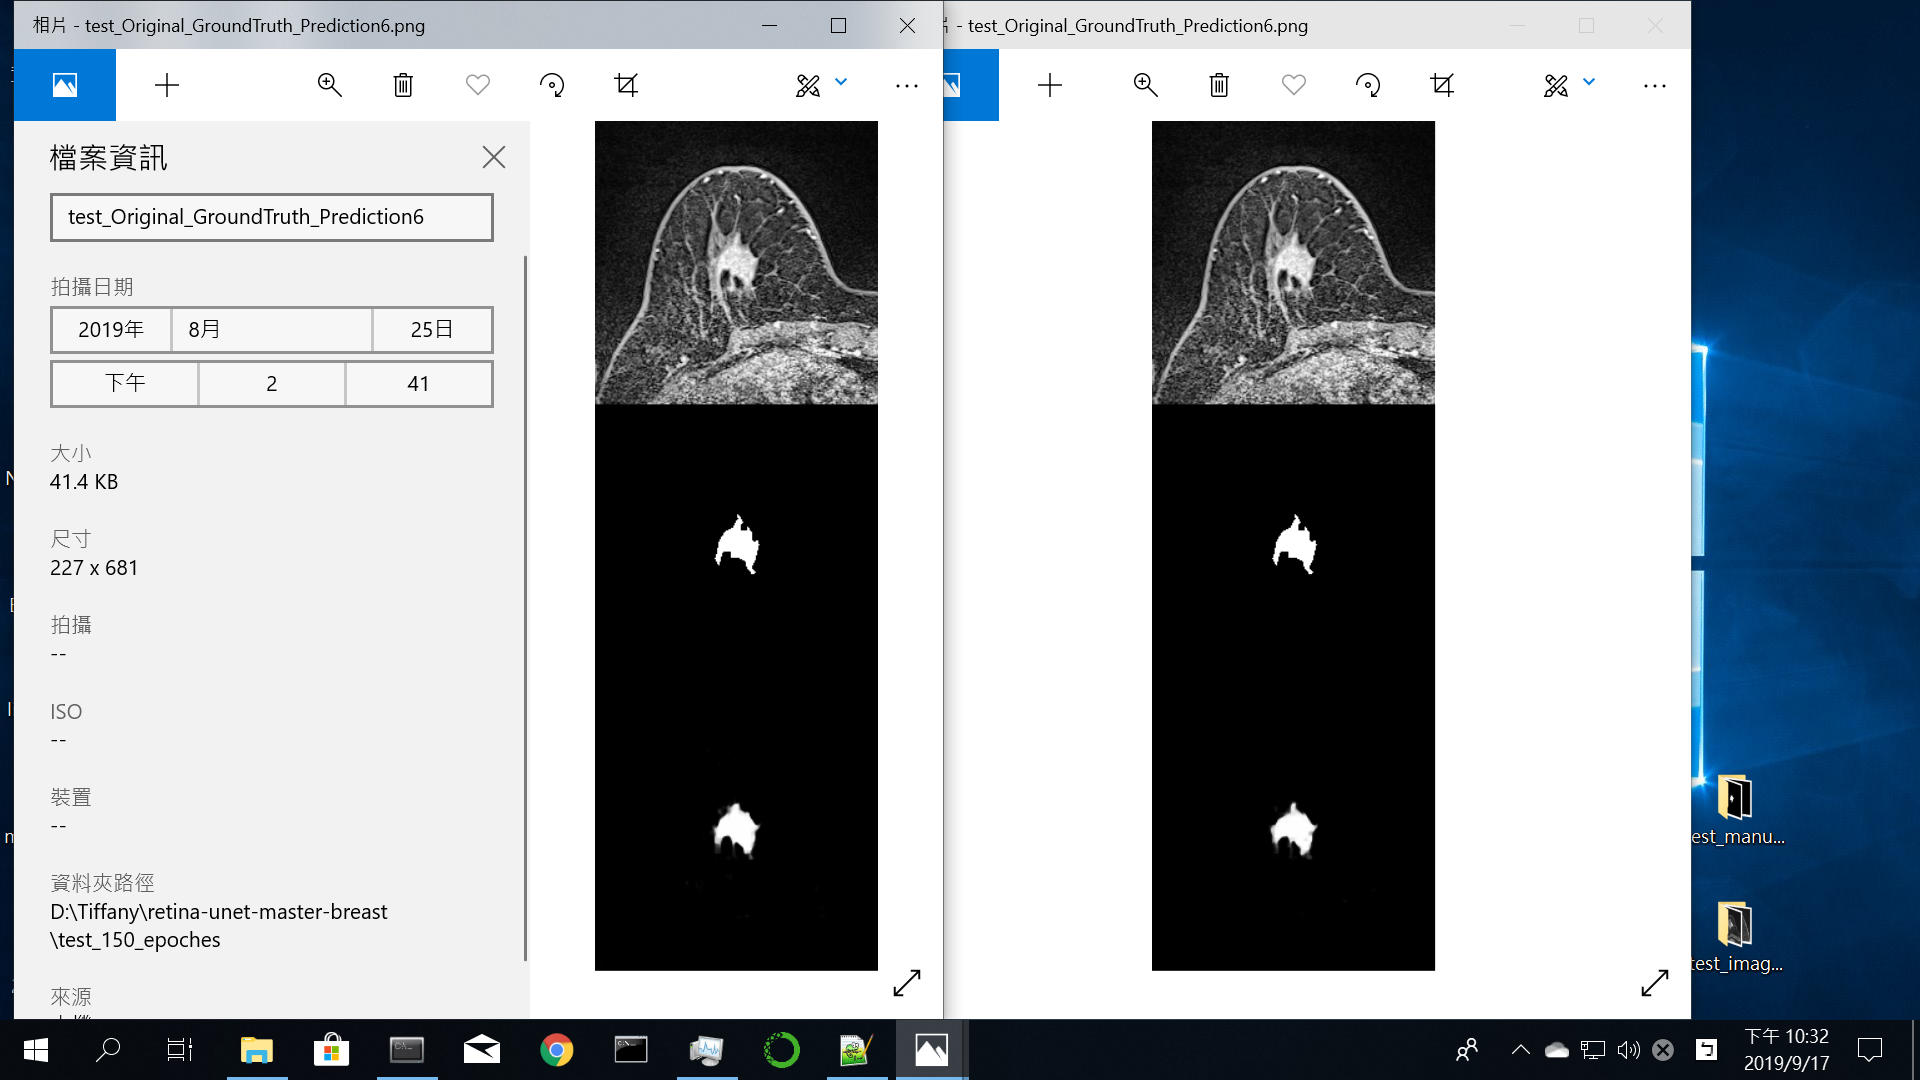 相片 - test_Original_GroundTruth_Prediction6.png
- test_Original_GroundTruth_Prediction6.png
檔案資訊
test_Original_GroundTruth_Prediction6
拍攝日期
2019年 8月 25日
下午 2 41
大小
41.4 KB
尺寸
227 x 681
拍攝
--
ISO
--
裝置
--
資料夾路徑
D:\Tiffany\retina-unet-master-breast
\test_150_epoches
來源
est_manu...
test_imag...
下午 10:32
2019/9/17